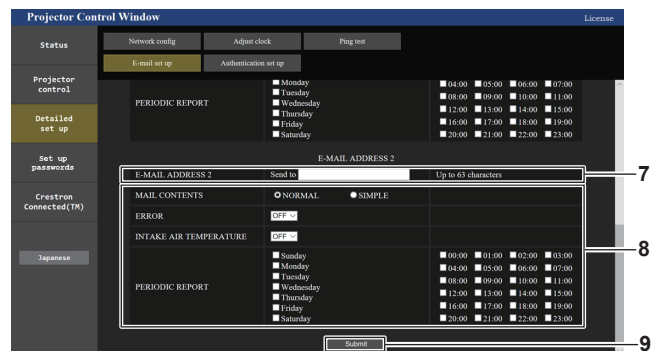 Projector Control Window License
Status
Network config Adjust clock Ping test
E-mail set up Authentication set up
Projector
control
Detailed
set up
Set up
passwords
Crestron
Connected(TM)
Japanese
PERIODIC REPORT
Monday
Tuesday
Wednesday
Thursday
Friday
Saturday
04:00 05:00 06:00 07:00
08:00 09:00 10:00 11:00
12:00 13:00 14:00 15:00
16:00 17:00 18:00 19:00
20:00 21:00 22:00 23:00
E-MAIL ADDRESS 2
E-MAIL ADDRESS 2 Send to Up to 63 characters
7
MAIL CONTENTS NORMAL SIMPLE
ERROR OFF
INTAKE AIR TEMPERATURE OFF
8
PERIODIC REPORT
Sunday
Monday
Tuesday
Wednesday
Thursday
Friday
Saturday
00:00 01:00 02:00 03:00
04:00 05:00 06:00 07:00
08:00 09:00 10:00 11:00
12:00 13:00 14:00 15:00
16:00 17:00 18:00 19:00
20:00 21:00 22:00 23:00
Submit
9